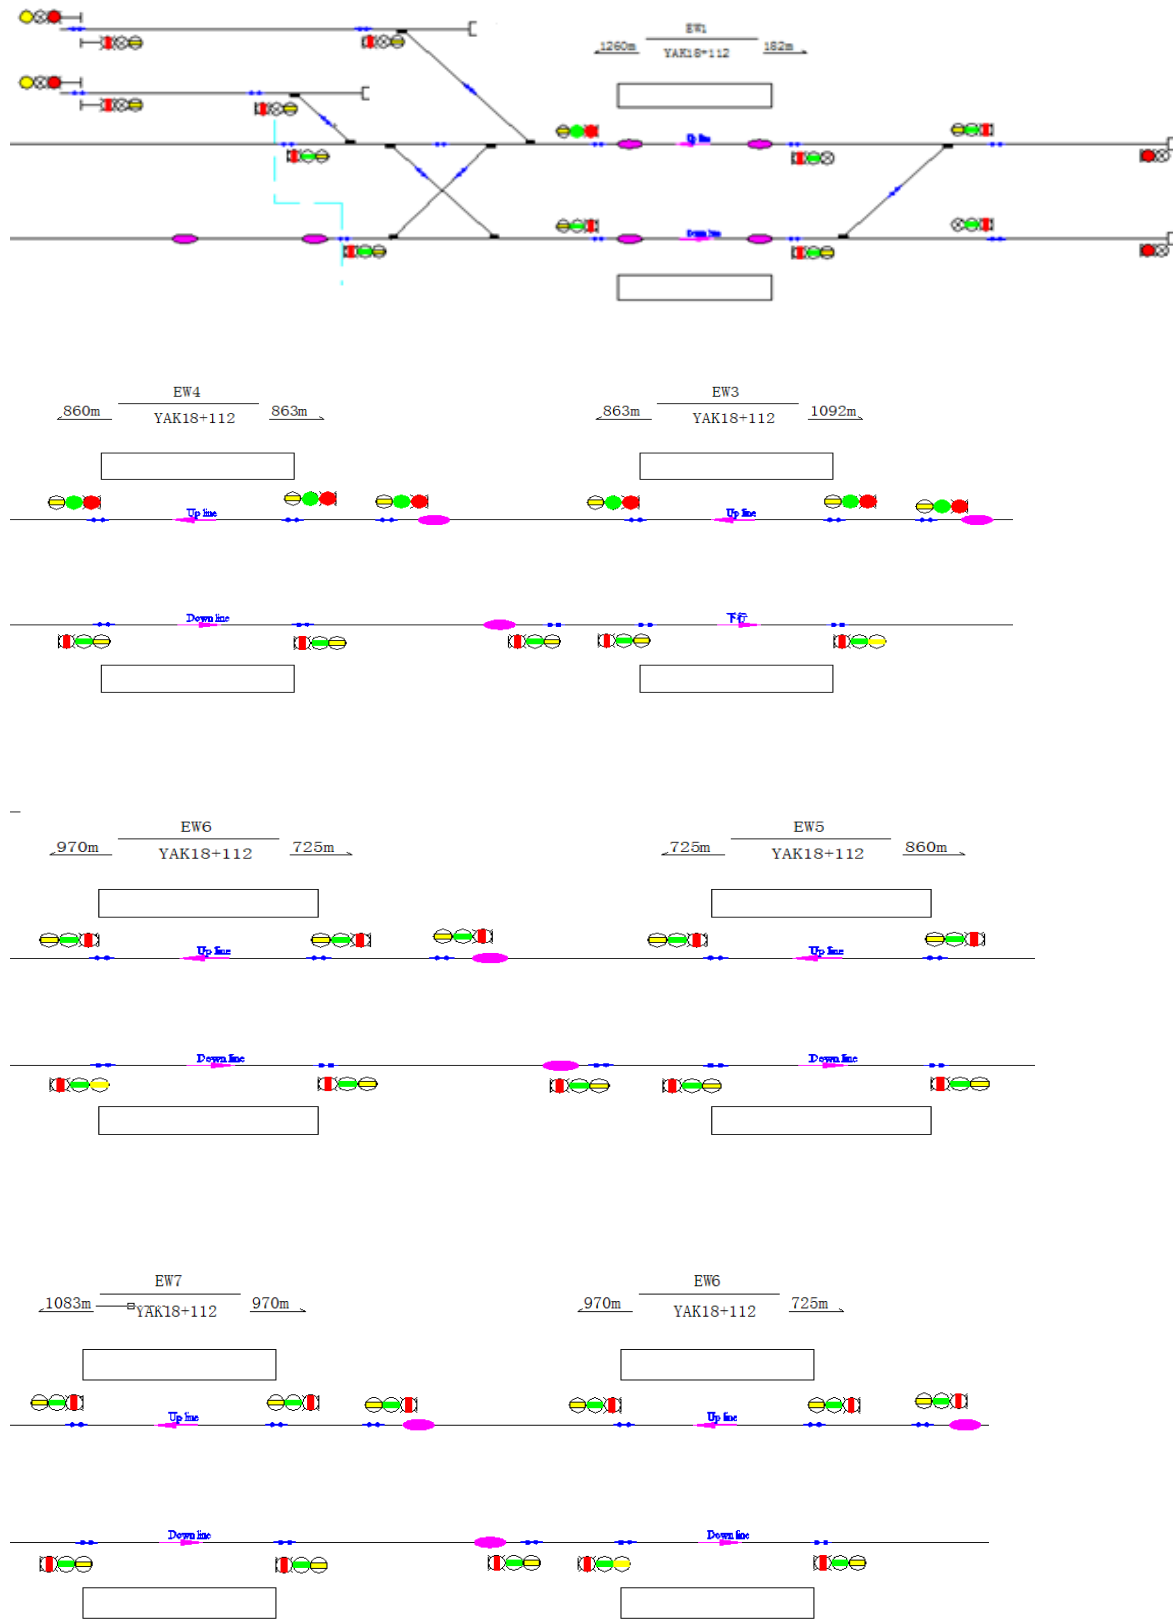 EW1
1260m YAK18+112 182m
Up line
Down line
EW4 EW3
860m YAK18+112 863m 863m YAK18+112 1092m
Up line Up line
Down line 下行
EW6 EW5
970m YAK18+112 725m 725m YAK18+112 860m
Up line Up line
Down line Down line
EW7 EW6
1083m YAK18+112 970m 970m YAK18+112 725m
Up line Up line
Down line Down line